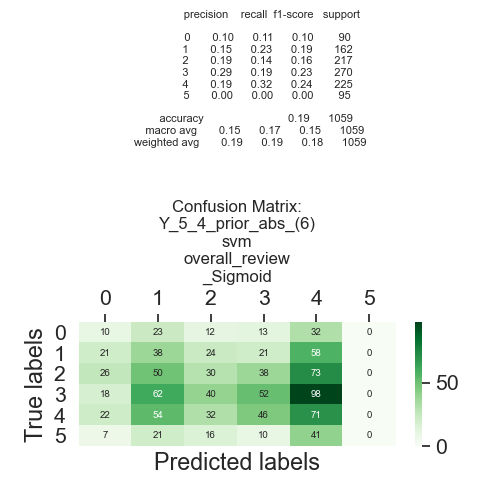 precision recall f1-score support
0 0.10 0.11 0.10 90
1 0.15 0.23 0.19 162
2 0.19 0.14 0.16 217
3 0.29 0.19 0.23 270
4 0.19 0.32 0.24 225
5 0.00 0.00 0.00 95
accuracy 0.19 1059
macro avg 0.15 0.17 0.15 1059
weighted avg 0.19 0.19 0.18 1059
Confusion Matrix:
Y_5_4_prior_abs_(6)
svm
overall_review
_Sigmoid
0 1 2 3 4 5
True labels
0 10 23 12 13 32 0
1 21 38 24 21 58 0
2 26 50 30 38 73 0
3 18 62 40 52 98 0
4 22 54 32 46 71 0
5 7 21 16 10 41 0
50
0
Predicted labels